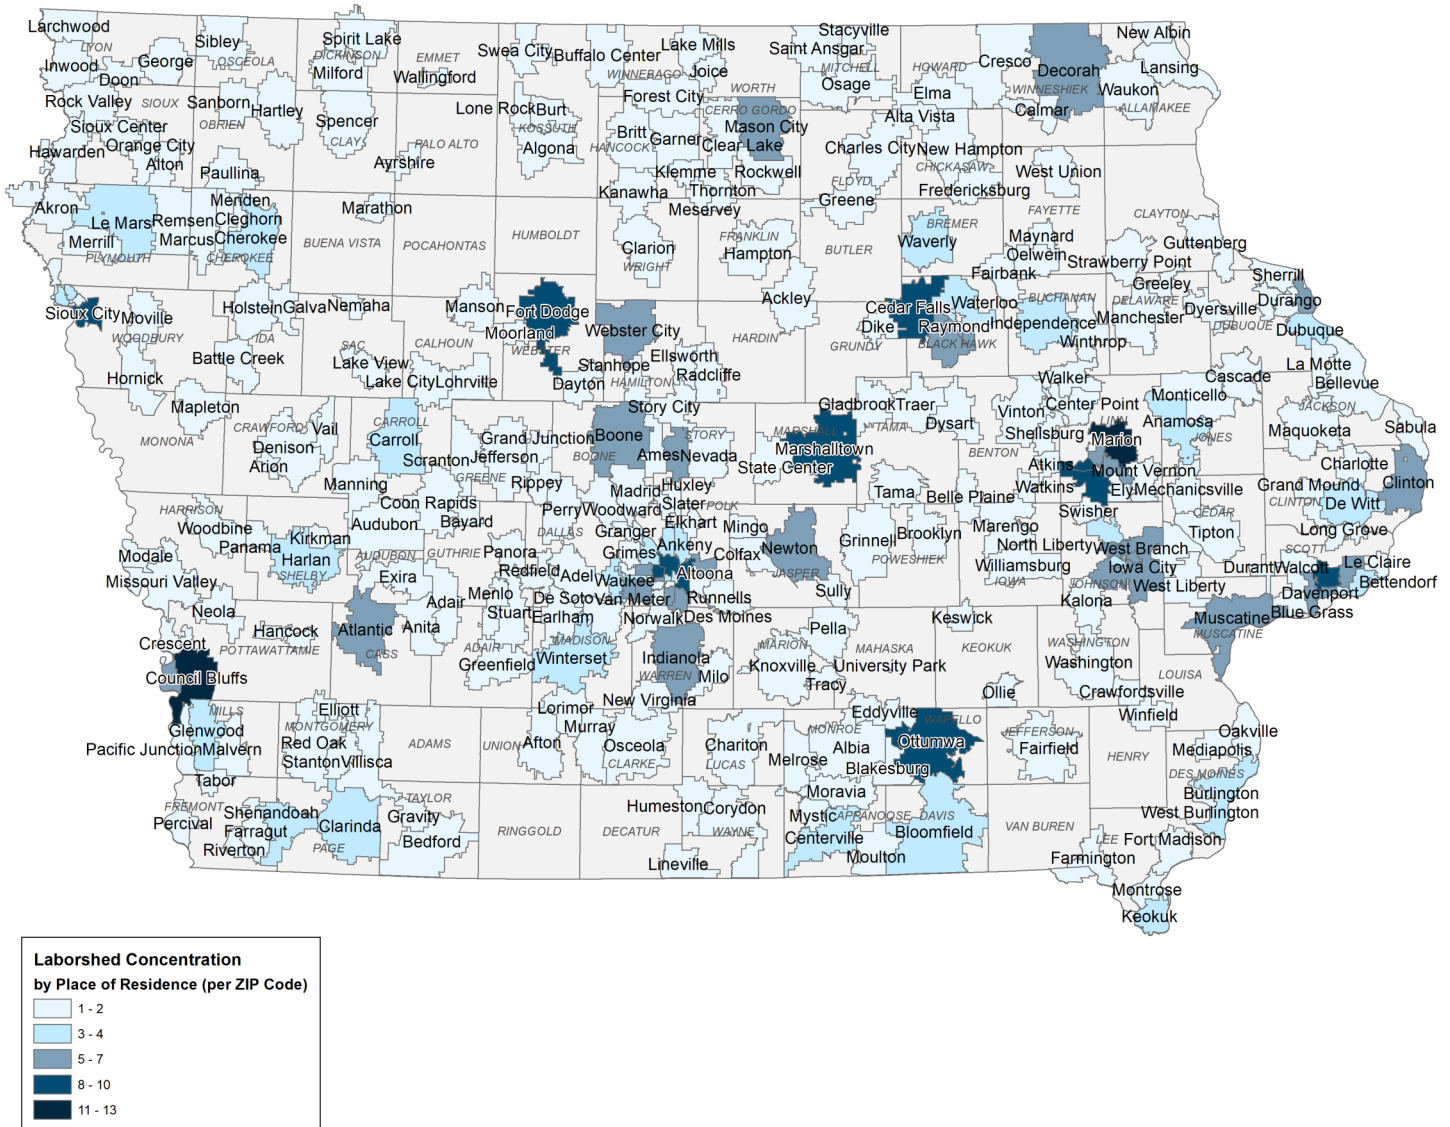 Larchwood
LYON
Sibley
OSCEOLA
Spirit Lake
DICKINSON
Milford
EMMET
Wallingford
Swea City
Buffalo Center
WINNEBAGO
Lake Mills
Joice
WORTH
Stacyville
Saint Ansgar
MITCHELL
Osage
HOWARD
Cresco
Elma
Decorah
WINNESHIEK
New Albin
Lansing
Waukon
ALLAMAKEE
Calmar
Inwood
Doon
George
Rock Valley
SIOUX
Sanborn
Hartley
OBRIEN
Spencer
CLAY
PALO ALTO
Ayrshire
Lone Rock
Burt
KOSSUTH
Algona
Forest City
Britt
HANCOCK
Garner
CERRO GORDO
Mason City
Clear Lake
Klemme
Rockwell
Kanawha
Thornton
Meservey
Charles City
FLOYD
Greene
Alta Vista
New Hampton
CHICKASAW
Fredericksburg
West Union
FAYETTE
CLAYTON
Sioux Center
Orange City
Hawarden
Alton
Paullina
Akron
Le Mars
Remsen
Merrill
Marcus
PLYMOUTH
Meriden
Cleghorn
Cherokee
CHEROKEE
Marathon
BUENA VISTA
POCAHONTAS
HUMBOLDT
Clarion
WRIGHT
FRANKLIN
Hampton
BUTLER
BREMER
Waverly
Maynard
Oelwein
Fairbank
Strawberry Point
Guttenberg
Sioux City
Moville
WOODBURY
Holstein
Galva
Nemaha
IDA
Battle Creek
SAC
Lake View
CALHOUN
Lake City
Lohrville
Manson
Fort Dodge
Moorland
WEBSTER
Dayton
Webster City
Stanhope
HAMILTON
Ellsworth
Radcliffe
HARDIN
Ackley
Cedar Falls
Dike
GRUNDY
Waterloo
Raymond
BLACK HAWK
Independence
BUCHANAN
Winthrop
Greeley
DELAWARE
Manchester
Dyersville
DUBUQUE
Sherrill
Durango
Dubuque
La Motte
Bellevue
Cascade
Hornick
Mapleton
MONONA
CRAWFORD
Vail
Denison
Arion
CARROLL
Carroll
Manning
Scranton
Grand Junction
Jefferson
GREENE
Rippey
Story City
Boone
BOONE
STORY
Ames
Nevada
Huxley
Madrid
Slater
MARSHALL
Marshalltown
State Center
Gladbrook
Traer
TAMA
Dysart
Tama
Vinton
Shellsburg
BENTON
Walker
Center Point
LINN
Marion
Atkins
Watkins
Mount Vernon
Ely
Mechanicsville
CEDAR
Monticello
Anamosa
JONES
JACKSON
Maquoketa
Sabula
Charlotte
Grand Mound
CLINTON
Clinton
De Witt
Long Grove
HARRISON
Woodbine
Panama
Modale
Missouri Valley
Kirkman
Harlan
SHELBY
Coon Rapids
Audubon
AUDUBON
Bayard
GUTHRIE
Exira
Panora
Redfield
Menlo
Stuart
Perry
Woodward
DALLAS
Granger
Grimes
Adel
Waukee
De Soto
Van Meter
Earlham
POLK
Elkhart
Ankeny
Altoona
Runnells
Norwalk
Des Moines
Mingo
Colfax
Newton
JASPER
Sully
Grinnell
Brooklyn
POWESHIEK
Belle Plaine
Marengo
North Liberty
Williamsburg
IOWA
Swisher
West Branch
Iowa City
JOHNSON
West Liberty
Kalona
Tipton
SCOTT
Durant
Walcott
Le Claire
Bettendorf
Davenport
Blue Grass
Muscatine
MUSCATINE
Neola
Crescent
Council Bluffs
Hancock
POTTAWATTAMIE
Atlantic
CASS
Anita
Adair
ADAIR
Greenfield
MADISON
Winterset
Indianola
WARREN
Milo
New Virginia
MARION
Pella
Knoxville
Tracy
MAHASKA
University Park
Keswick
KEOKUK
Ollie
WASHINGTON
Washington
Crawfordsville
LOUISA
Winfield
MILLS
Glenwood
Pacific Junction
Malvern
Tabor
Elliott
MONTGOMERY
Red Oak
Stanton
Villisca
ADAMS
UNION
Afton
Lorimor
Murray
Osceola
CLARKE
Chariton
LUCAS
Eddyville
MONROE
Albia
Melrose
Blakesburg
WAPELLO
Ottumwa
JEFFERSON
Fairfield
HENRY
Oakville
Mediapolis
DES MOINES
Burlington
West Burlington
FREMONT
Percival
Shenandoah
Farragut
Riverton
Clarinda
PAGE
TAYLOR
Gravity
Bedford
RINGGOLD
DECATUR
Humeston
Corydon
WAYNE
Lineville
Moravia
Mystic
APPANOOSE
Centerville
Moulton
DAVIS
Bloomfield
VAN BUREN
LEE
Fort Madison
Farmington
Montrose
Keokuk
Laborshed Concentration
by Place of Residence (per ZIP Code)
1 - 2
3 - 4
5 - 7
8 - 10
11 - 13